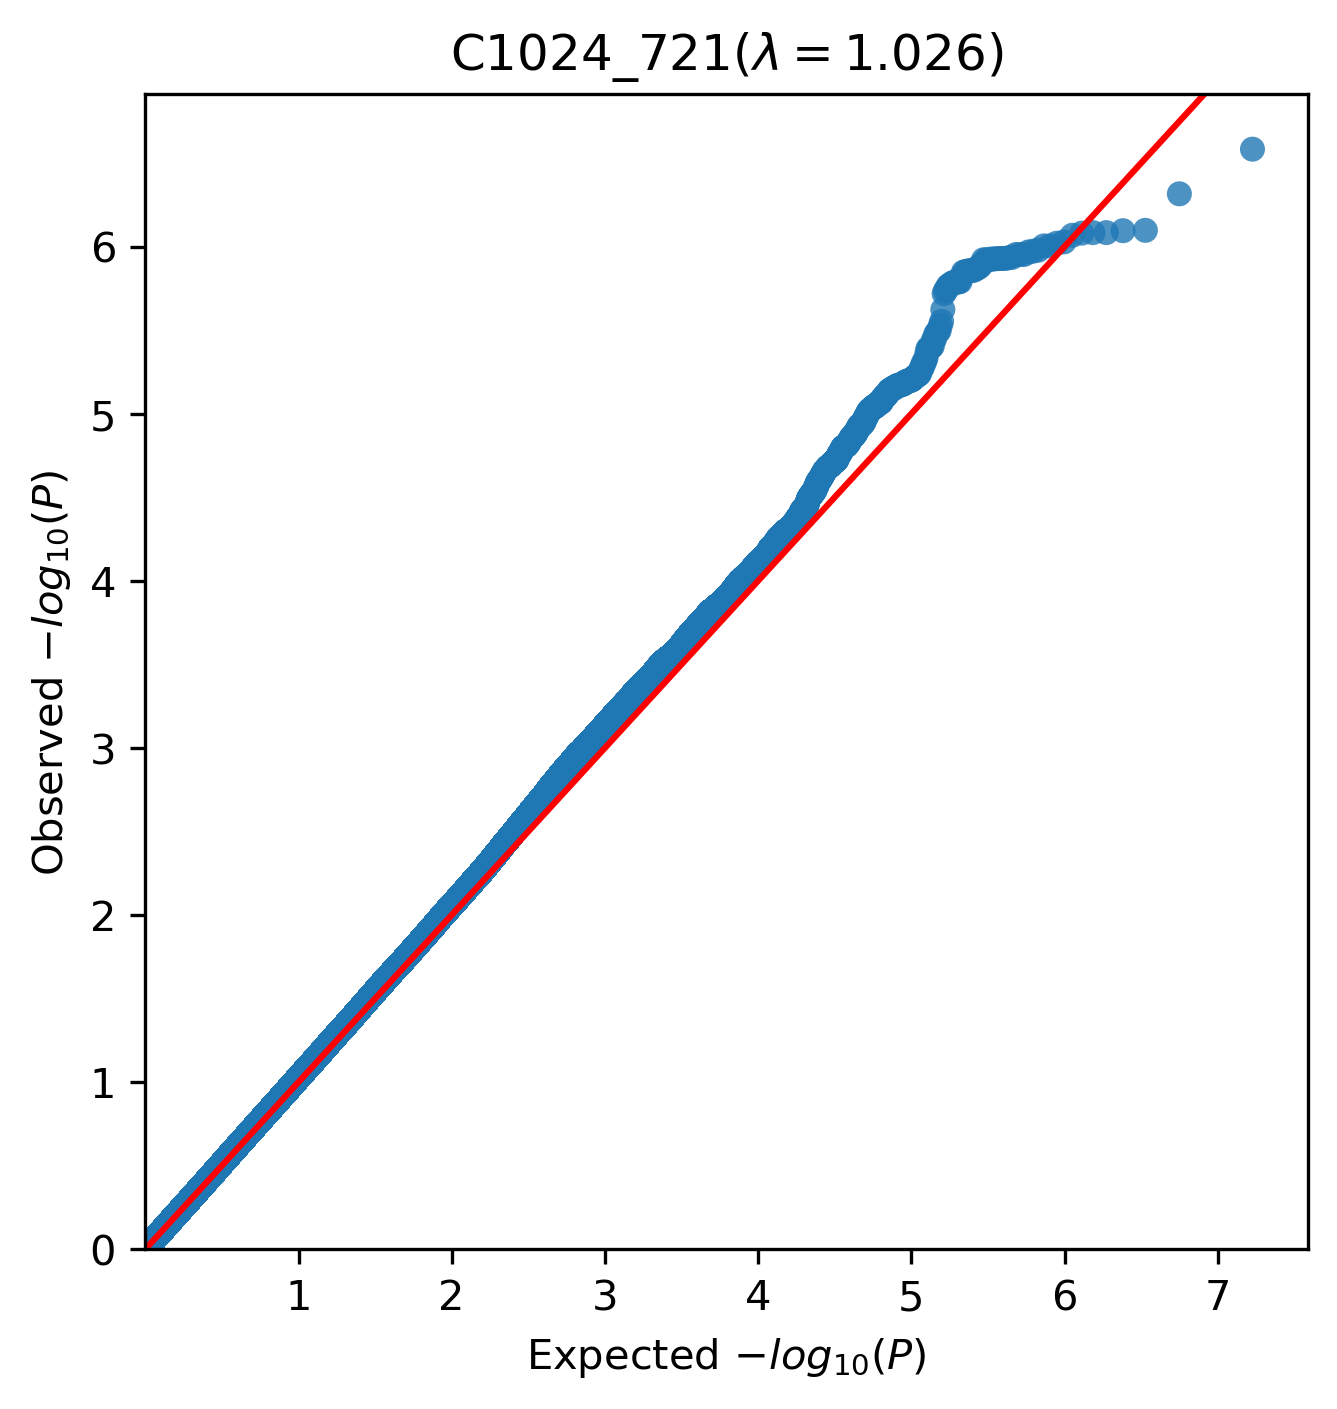 C1024_721(λ = 1.026)
Observed −log10(P)
6
5
4
3
2
1
0
1 2 3 4 5 6 7
Expected −log10(P)